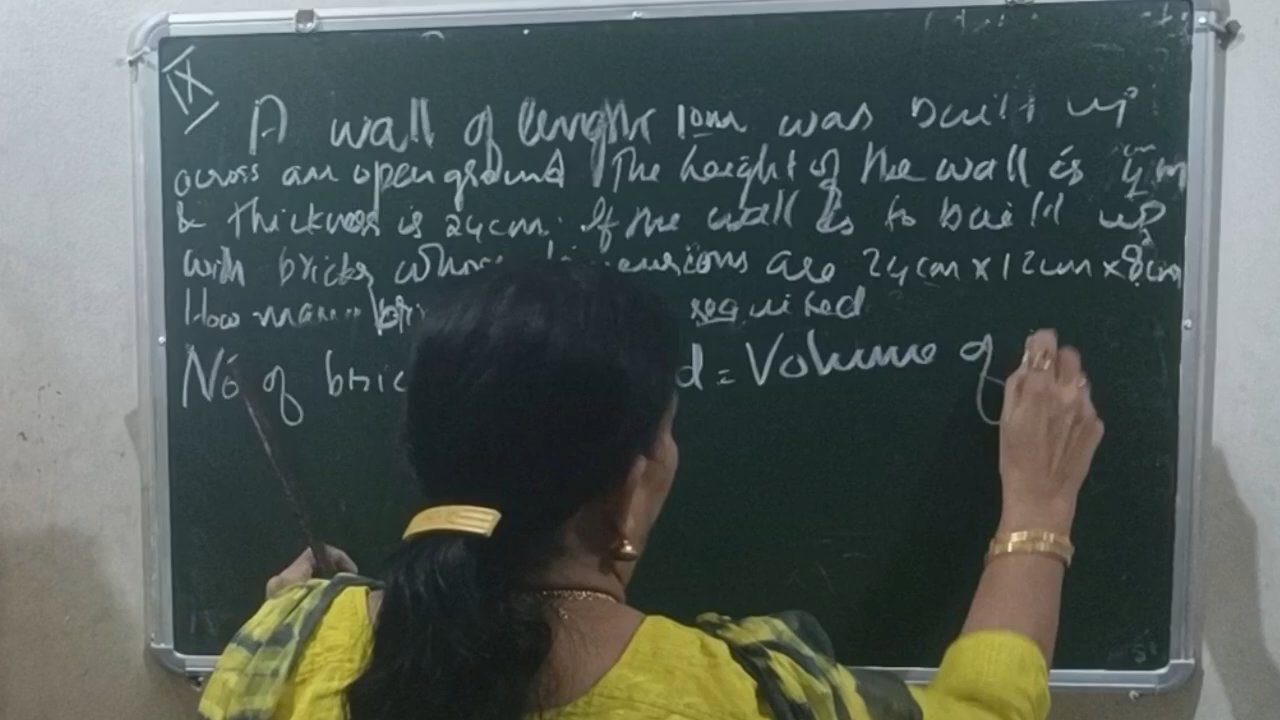 IX
A wall of length 10m was built up
across an open ground. The height of the wall is 4m
& thickness is 24cm. If the wall is to built up
with bricks whose dimensions are 24cm x 12cm x 8cm
How many bri required
No of bric d = Volume of